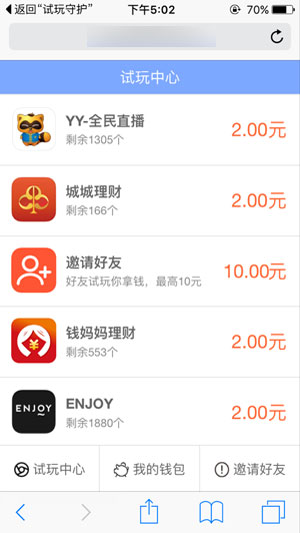 返回“试玩守护”
下午5:02
70%
试玩中心
YY-全民直播
剩余1305个
2.00元
城城理财
剩余166个
2.00元
邀请好友
好友试玩你拿钱，最高10元
10.00元
钱妈妈理财
剩余553个
2.00元
ENJOY
ENJOY
剩余1880个
2.00元
试玩中心
我的钱包
邀请好友